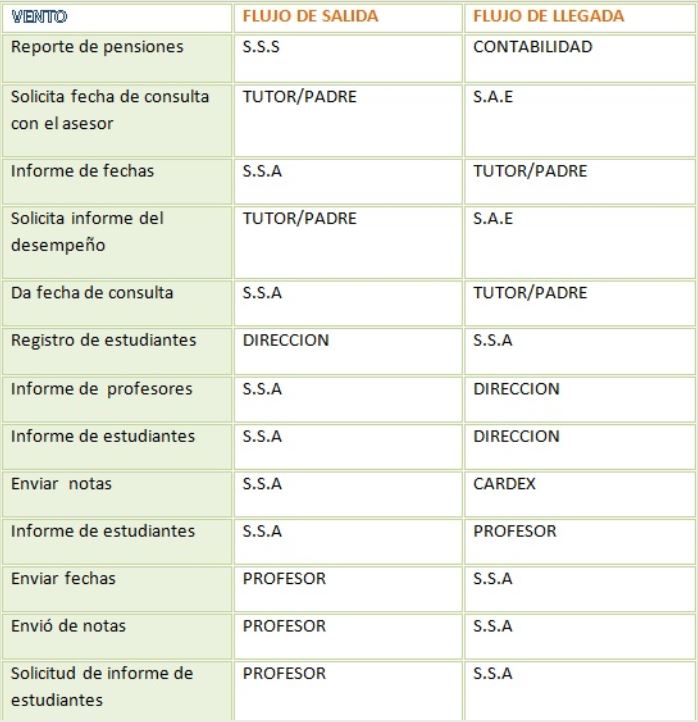 VENTO FLUJO DE SALIDA FLUJO DE LLEGADA
Reporte de pensiones S.S.S CONTABILIDAD
Solicita fecha de consulta TUTOR/PADRE S.A.E
con el asesor
Informe de fechas S.S.A TUTOR/PADRE
Solicita informe del TUTOR/PADRE S.A.E
desempeño
Da fecha de consulta S.S.A TUTOR/PADRE
Registro de estudiantes DIRECCION S.S.A
Informe de profesores S.S.A DIRECCION
Informe de estudiantes S.S.A DIRECCION
Enviar notas S.S.A CARDEX
Informe de estudiantes S.S.A PROFESOR
Enviar fechas PROFESOR S.S.A
Envió de notas PROFESOR S.S.A
Solicitud de informe de PROFESOR S.S.A
estudiantes